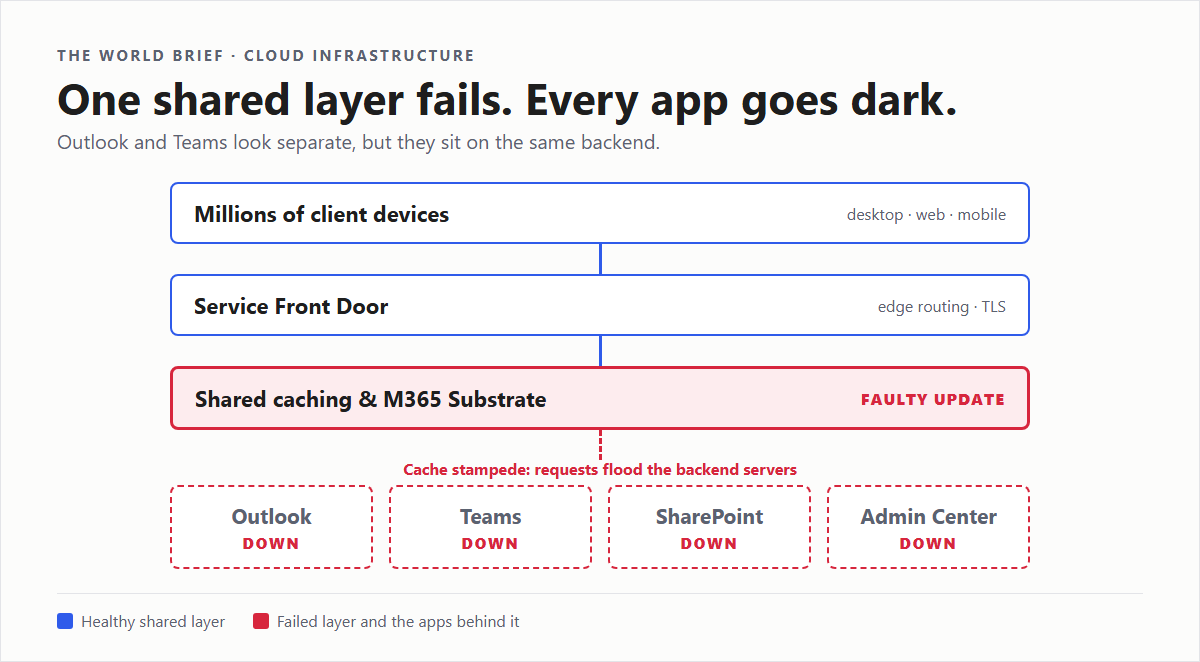 THE WORLD BRIEF · CLOUD INFRASTRUCTURE
One shared layer fails. Every app goes dark.
Outlook and Teams look separate, but they sit on the same backend.
Millions of client devices
desktop · web · mobile
Service Front Door
edge routing · TLS
Shared caching & M365 Substrate
FAULTY UPDATE
Cache stampede: requests flood the backend servers
Outlook
DOWN
Teams
DOWN
SharePoint
DOWN
Admin Center
DOWN
Healthy shared layer
Failed layer and the apps behind it